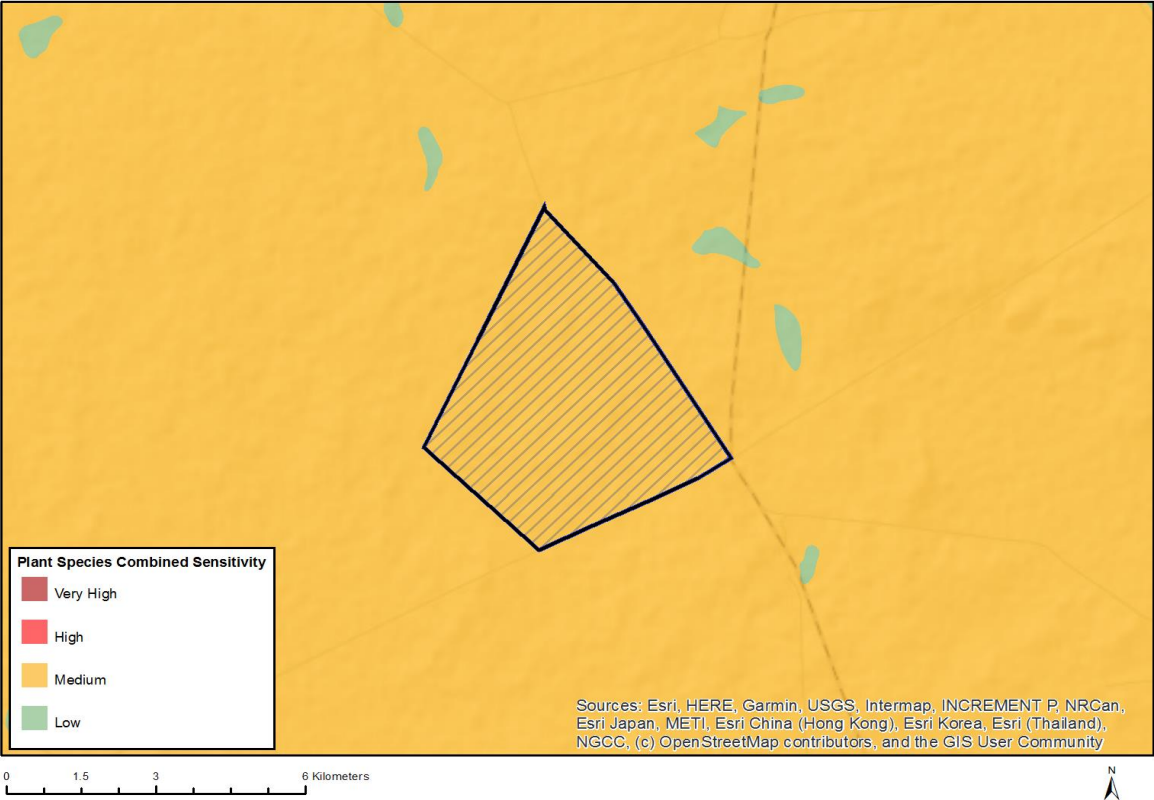 Plant Species Combined Sensitivity
Very High
High
Medium
Low
Sources: Esri, HERE, Garmin, USGS, Intermap, INCREMENT P, NRCan,
Esri Japan, METI, Esri China (Hong Kong), Esri Korea, Esri (Thailand),
NGCC, (c) OpenStreetMap contributors, and the GIS User Community
0 1.5 3 6 Kilometers
N